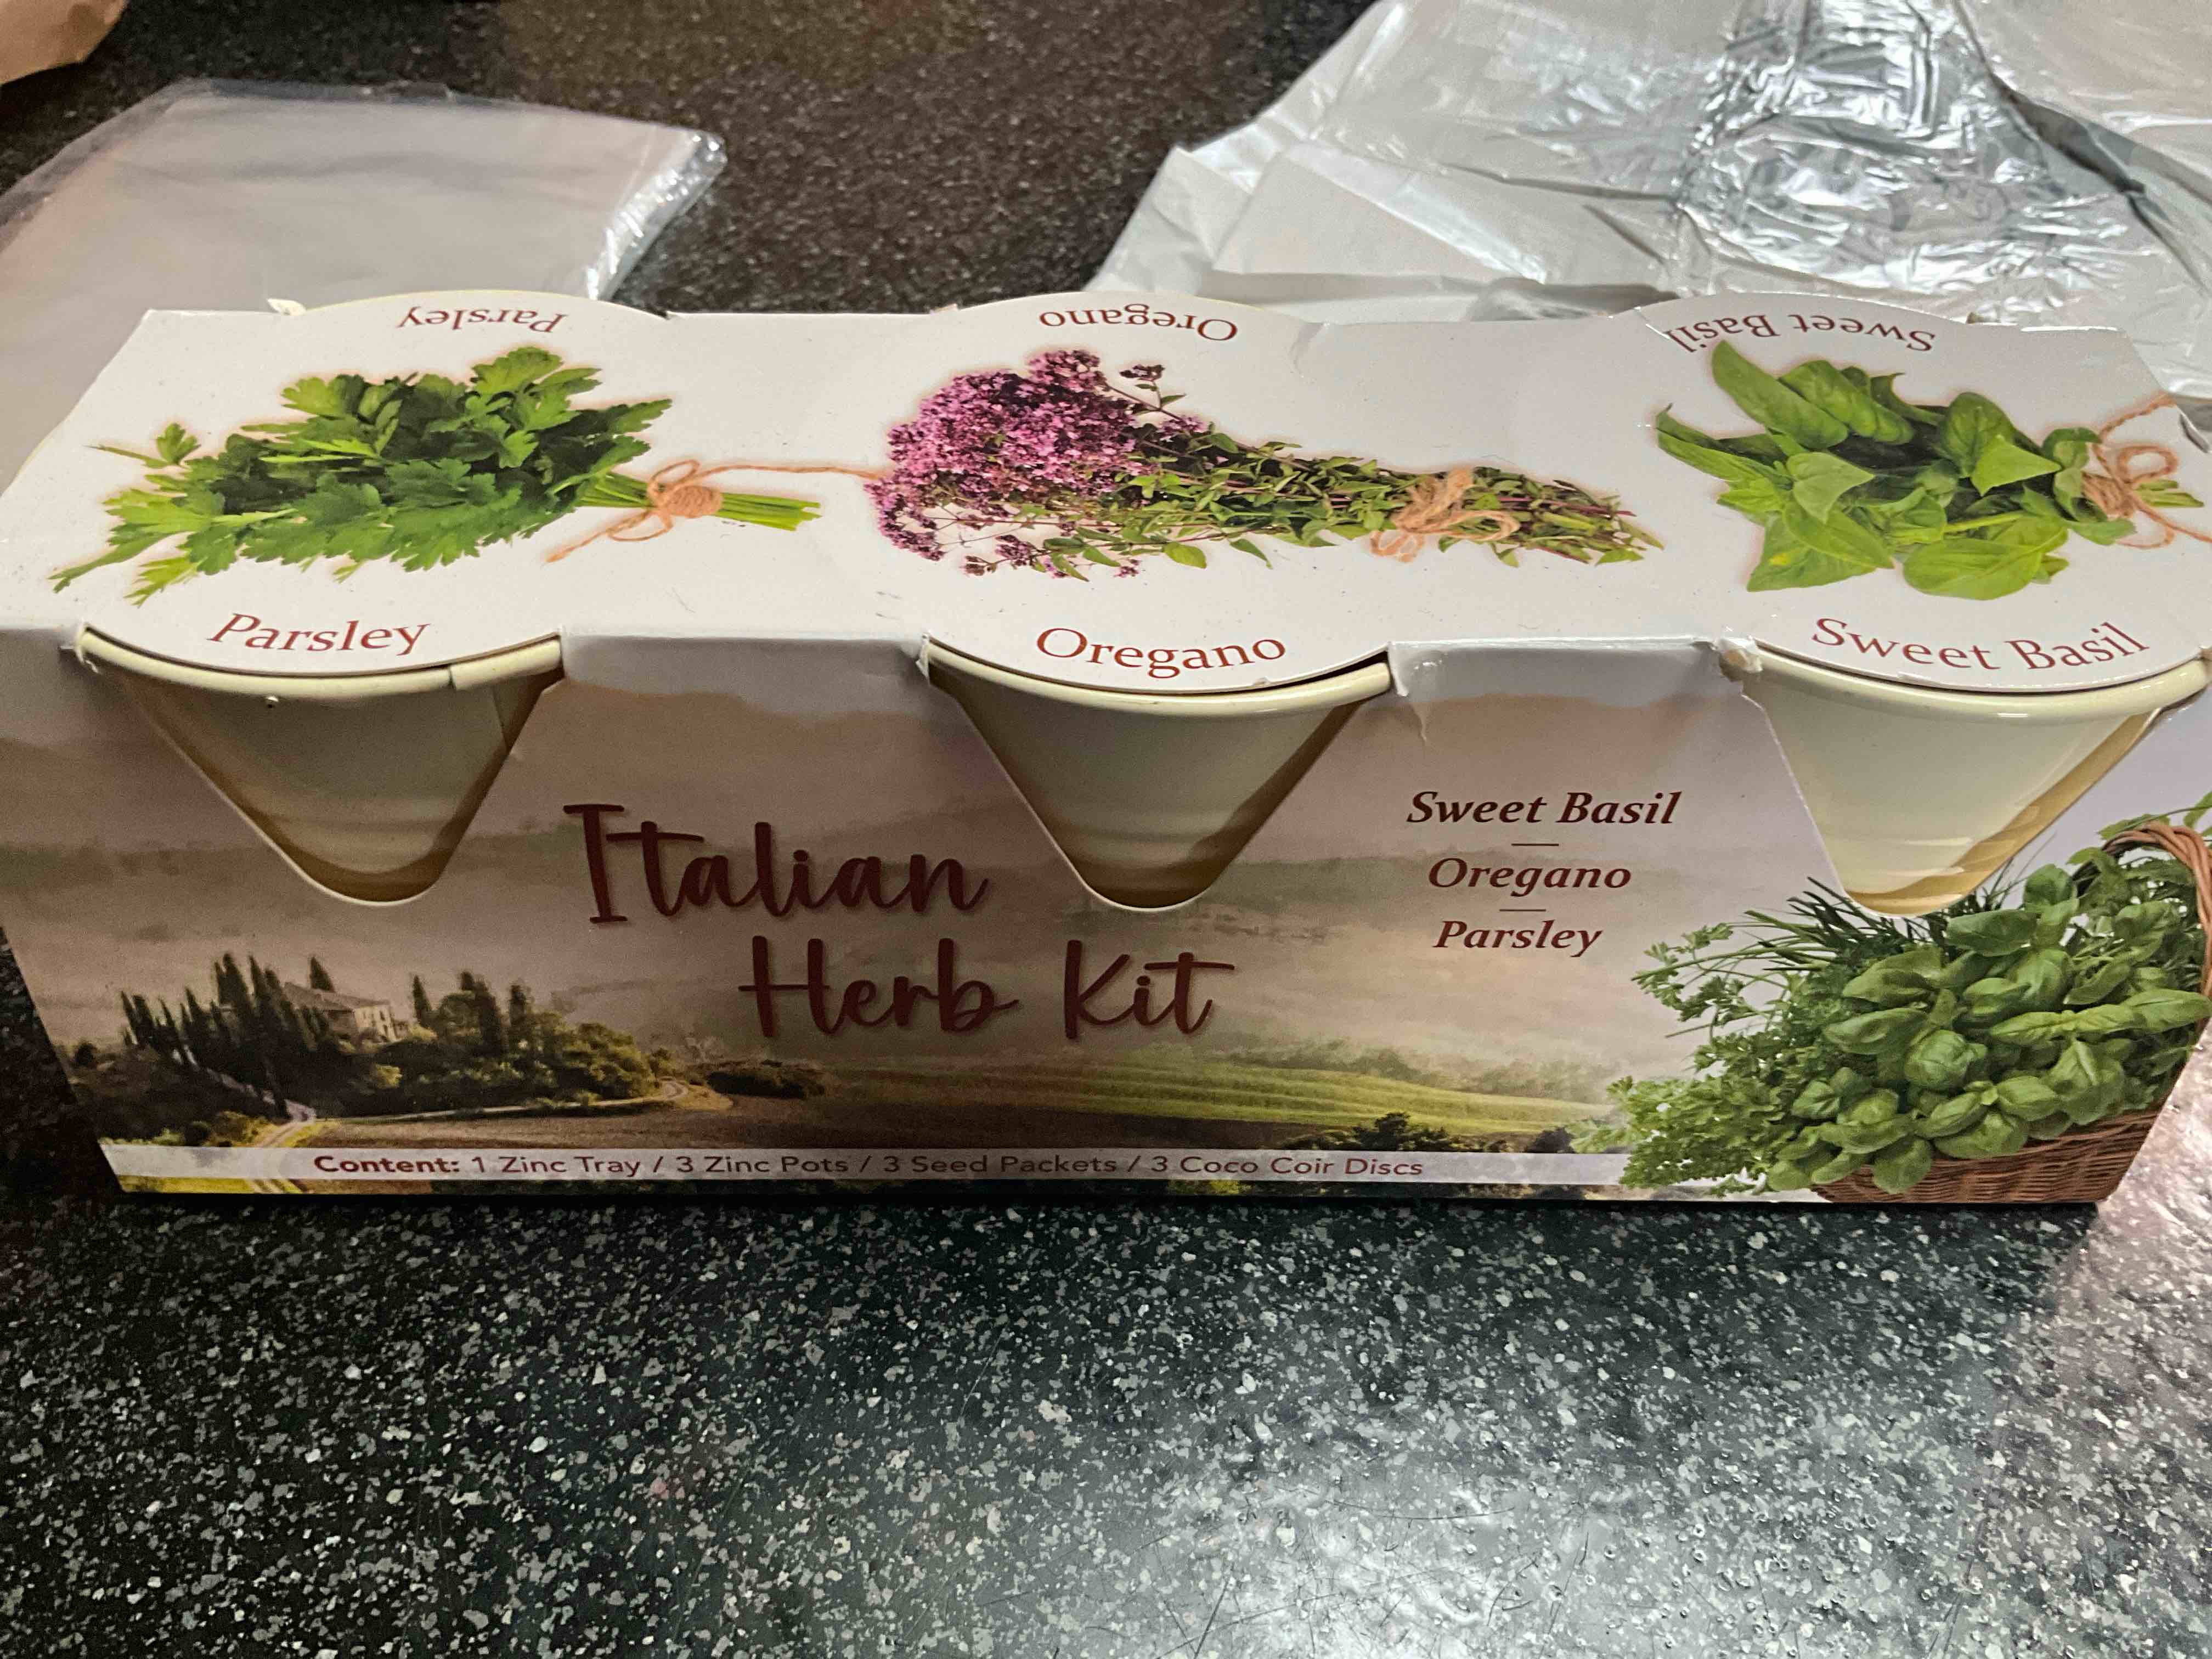 Parsley
Oregano
Sweet Basil
Parsley
Oregano
Sweet Basil
Italian
Herb Kit
Sweet Basil
Oregano
Parsley
Content: 1 Zinc Tray / 3 Zinc Pots / 3 Seed Packets / 3 Coco Coir Discs